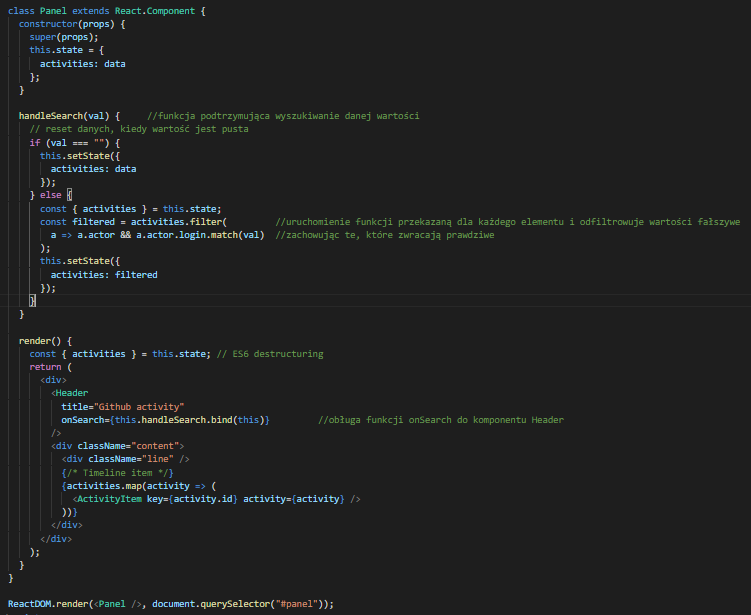 class Panel extends React.Component {
  constructor(props) {
    super(props);
    this.state = {
      activities: data
    };
  }

  handleSearch(val) {     //funkcja podtrzymująca wyszukiwanie danej wartości
    // reset danych, kiedy wartość jest pusta
    if (val === "") {
      this.setState({
        activities: data
      });
    } else {
      const { activities } = this.state;
      const filtered = activities.filter(         //uruchomienie funkcji przekazaną dla każdego elementu i odfiltrowuje wartości fałszywe
        a => a.actor && a.actor.login.match(val)  //zachowując te, które zwracają prawdziwe
      );
      this.setState({
        activities: filtered
      });
    }
  }

  render() {
    const { activities } = this.state; // ES6 destructuring
    return (
      <div>
        <Header
          title="Github activity"
          onSearch={this.handleSearch.bind(this)}         //obługa funkcji onSearch do komponentu Header
        />
        <div className="content">
          <div className="line" />
          {/* Timeline item */}
          {activities.map(activity => (
            <ActivityItem key={activity.id} activity={activity} />
          ))}
        </div>
      </div>
    );
  }
}

ReactDOM.render(<Panel />, document.querySelector("#panel"));